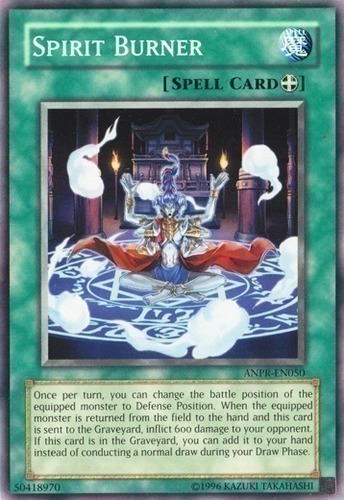 Spirit Burner
魔
[Spell Card]
ANPR-EN050
Once per turn, you can change the battle position of the
equipped monster to Defense Position. When the equipped
monster is returned from the field to the hand and this card
is sent to the Graveyard, inflict 600 damage to your opponent.
If this card is in the Graveyard, you can add it to your hand
instead of conducting a normal draw during your Draw Phase.
50418970
©1996 KAZUKI TAKAHASHI